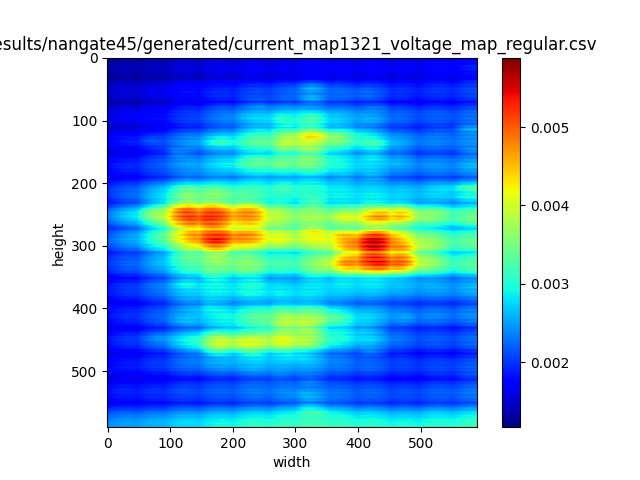 esults/nangate45/generated/current_map1321_voltage_map_regular.csv
0
100
200
300
400
500
height
0 100 200 300 400 500
width
0.005
0.004
0.003
0.002